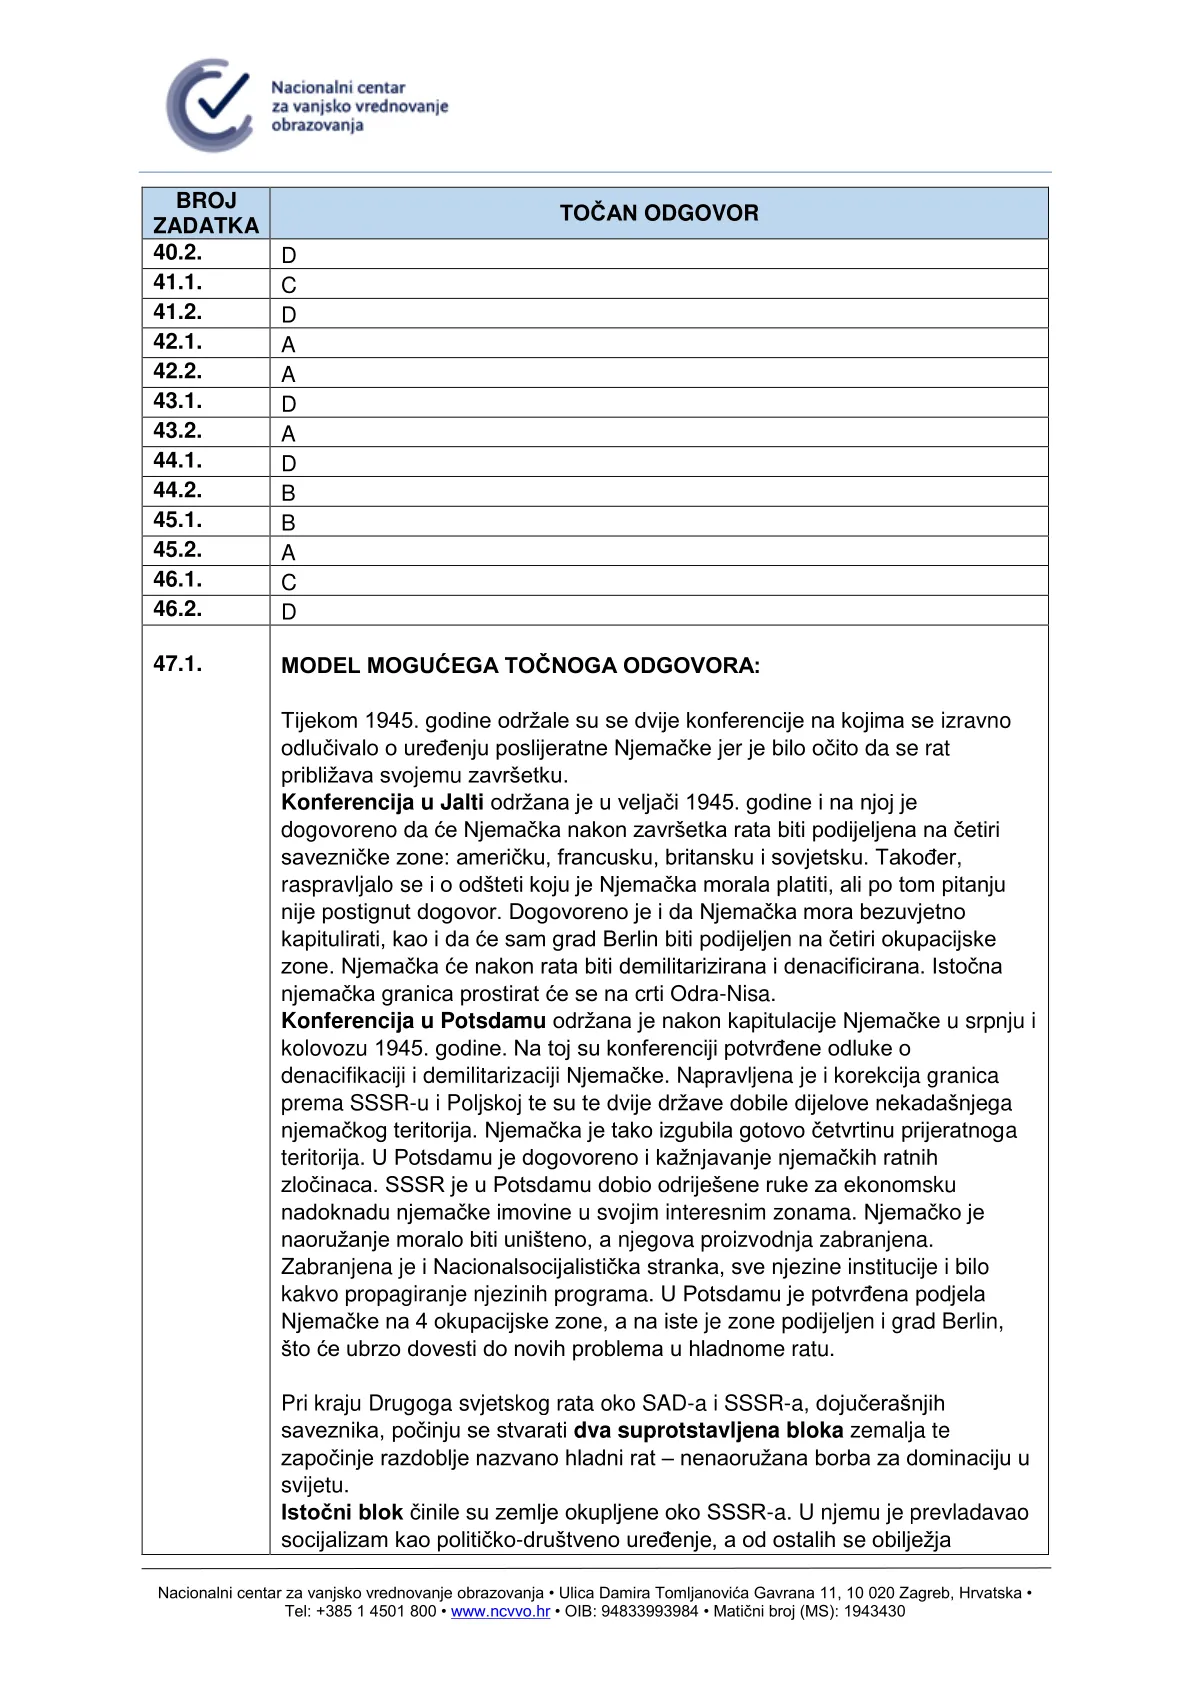 Nacionalni centar
za vanjsko vrednovanje
obrazovanja
BROJ
ZADATKA
TOČAN ODGOVOR
40.2.
D
41.1.
C
41.2.
D
42.1.
A
42.2.
A
43.1.
D
43.2.
A
44.1.
D
44.2.
B
45.1.
B
45.2.
A
46.1.
C
46.2.
D
47.1.
MODEL MOGUĆEGA TOČNOGA ODGOVORA:
Tijekom 1945. godine održale su se dvije konferencije na kojima se izravno
odlučivalo o uređenju poslijeratne Njemačke jer je bilo očito da se rat
približava svojemu završetku.
Konferencija u Jalti održana je u veljači 1945. godine i na njoj je
dogovoreno da će Njemačka nakon završetka rata biti podijeljena na četiri
savezničke zone: američku, francusku, britansku i sovjetsku. Također,
raspravljalo se i o odšteti koju je Njemačka morala platiti, ali po tom pitanju
nije postignut dogovor. Dogovoreno je i da Njemačka mora bezuvjetno
kapitulirati, kao i da će sam grad Berlin biti podijeljen na četiri okupacijske
zone. Njemačka će nakon rata biti demilitarizirana i denacificirana. Istočna
njemačka granica prostirat će se na crti Odra-Nisa.
Konferencija u Potsdamu održana je nakon kapitulacije Njemačke u srpnju i
kolovozu 1945. godine. Na toj su konferenciji potvrđene odluke o
denacifikaciji i demilitarizaciji Njemačke. Napravljena je i korekcija granica
prema SSSR-u i Poljskoj te su te dvije države dobile dijelove nekadašnjega
njemačkog teritorija. Njemačka je tako izgubila gotovo četvrtinu prijeratnoga
teritorija. U Potsdamu je dogovoreno i kažnjavanje njemačkih ratnih
zločinaca. SSSR je u Potsdamu dobio odriješene ruke za ekonomsku
nadoknadu njemačke imovine u svojim interesnim zonama. Njemačko je
naoružanje moralo biti uništeno, a njegova proizvodnja zabranjena.
Zabranjena je i Nacionalsocijalistička stranka, sve njezine institucije i bilo
kakvo propagiranje njezinih programa. U Potsdamu je potvrđena podjela
Njemačke na 4 okupacijske zone, a na iste je zone podijeljen i grad Berlin,
što će ubrzo dovesti do novih problema u hladnome ratu.
Pri kraju Drugoga svjetskog rata oko SAD-a i SSSR-a, dojučerašnjih
saveznika, počinju se stvarati dva suprotstavljena bloka zemalja te
započinje razdoblje nazvano hladni rat – nenaoružana borba za dominaciju u
svijetu.
Istočni blok činile su zemlje okupljene oko SSSR-a. U njemu je prevladavao
socijalizam kao političko-društveno uređenje, a od ostalih se obilježja
Nacionalni centar za vanjsko vrednovanje obrazovanja • Ulica Damira Tomljanovića Gavrana 11, 10 020 Zagreb, Hrvatska •
Tel: +385 1 4501 800 • www.ncvvo.hr • OIB: 94833993984 • Matični broj (MS): 1943430